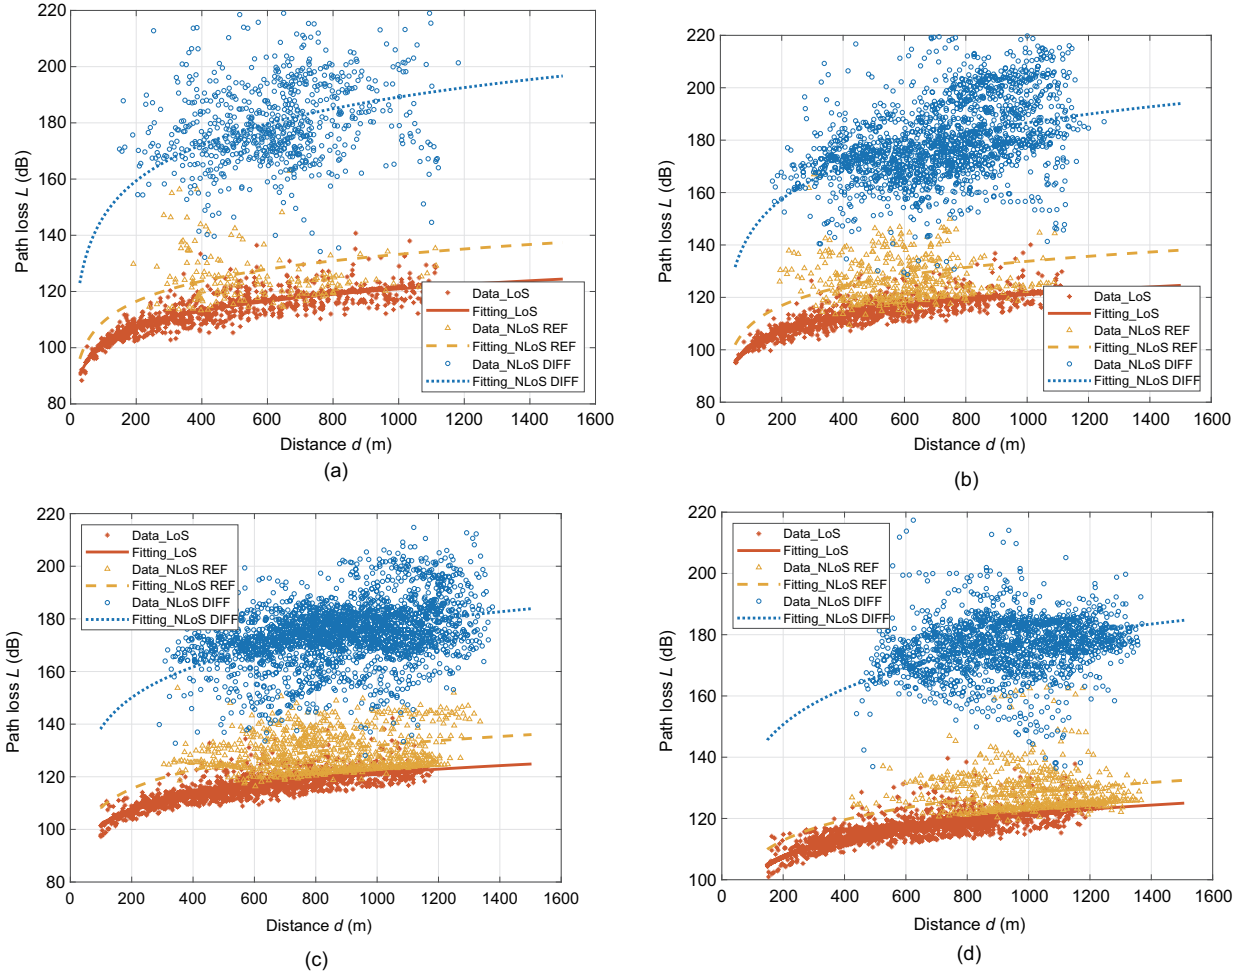 220
200
180
160
140
120
100
80
Path loss L (dB)
Data_LoS
Fitting_LoS
Data_NLoS REF
Fitting_NLoS REF
Data_NLoS DIFF
Fitting_NLoS DIFF
0 200 400 600 800 1000 1200 1400 1600
Distance d (m)
(a)
220
200
180
160
140
120
100
80
Path loss L (dB)
Data_LoS
Fitting_LoS
Data_NLoS REF
Fitting_NLoS REF
Data_NLoS DIFF
Fitting_NLoS DIFF
0 200 400 600 800 1000 1200 1400 1600
Distance d (m)
(b)
220
200
180
160
140
120
100
80
Path loss L (dB)
Data_LoS
Fitting_LoS
Data_NLoS REF
Fitting_NLoS REF
Data_NLoS DIFF
Fitting_NLoS DIFF
0 200 400 600 800 1000 1200 1400 1600
Distance d (m)
(c)
220
200
180
160
140
120
100
Path loss L (dB)
Data_LoS
Fitting_LoS
Data_NLoS REF
Fitting_NLoS REF
Data_NLoS DIFF
Fitting_NLoS DIFF
0 200 400 600 800 1000 1200 1400 1600
Distance d (m)
(d)